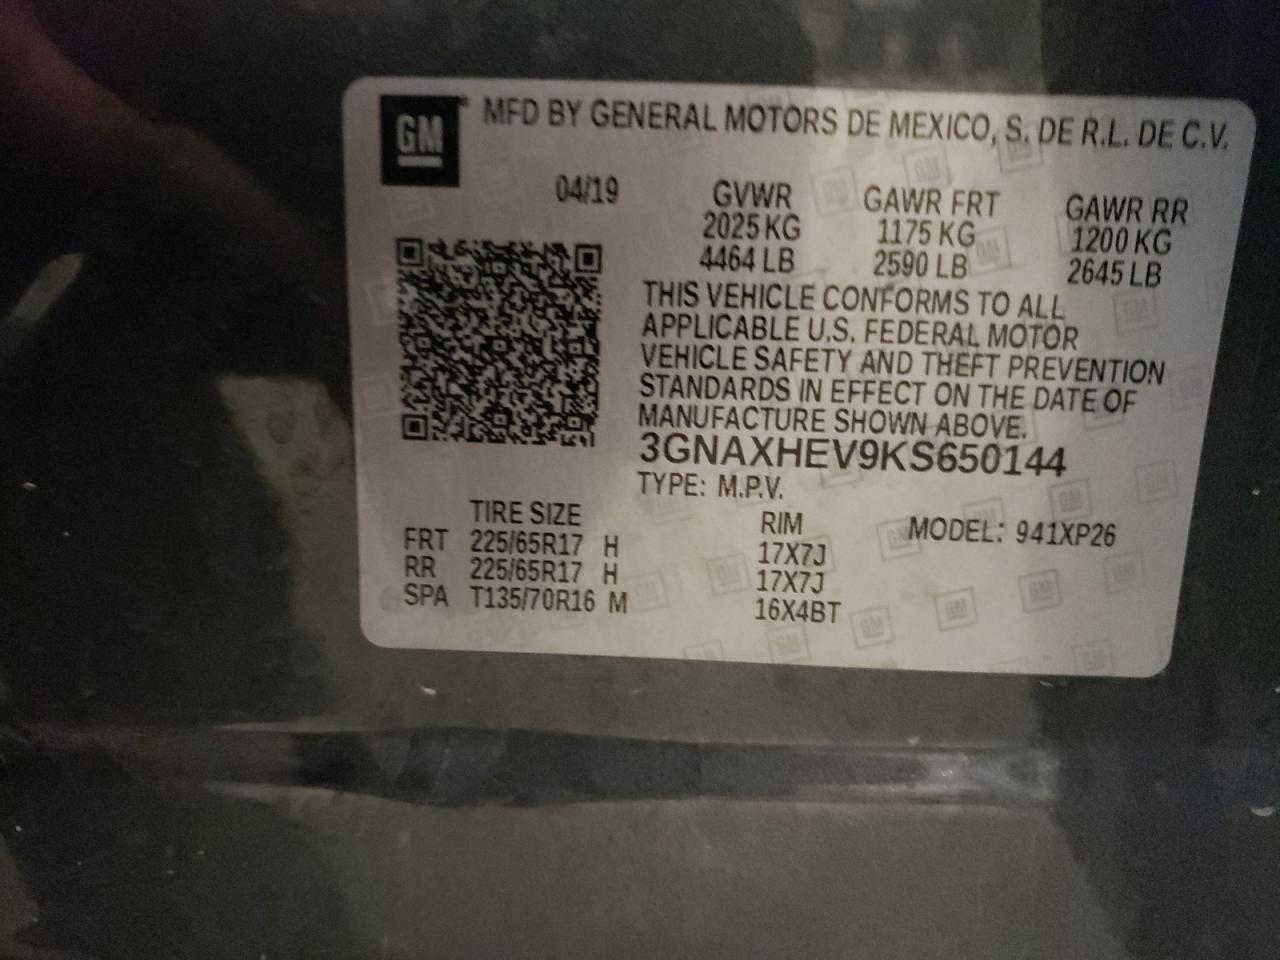 GM MFD BY GENERAL MOTORS DE MEXICO, S. DE R.L. DE C.V.
04/19 GVWR GAWR FRT GAWR RR
2025 KG 1175 KG 1200 KG
4464 LB 2590 LB 2645 LB
THIS VEHICLE CONFORMS TO ALL
APPLICABLE U.S. FEDERAL MOTOR
VEHICLE SAFETY AND THEFT PREVENTION
STANDARDS IN EFFECT ON THE DATE OF
MANUFACTURE SHOWN ABOVE.
3GNAXHEV9KS650144
TYPE: M.P.V.
TIRE SIZE RIM MODEL: 941XP26
FRT 225/65R17 H 17X7J
RR 225/65R17 H 17X7J
SPA T135/70R16 M 16X4BT